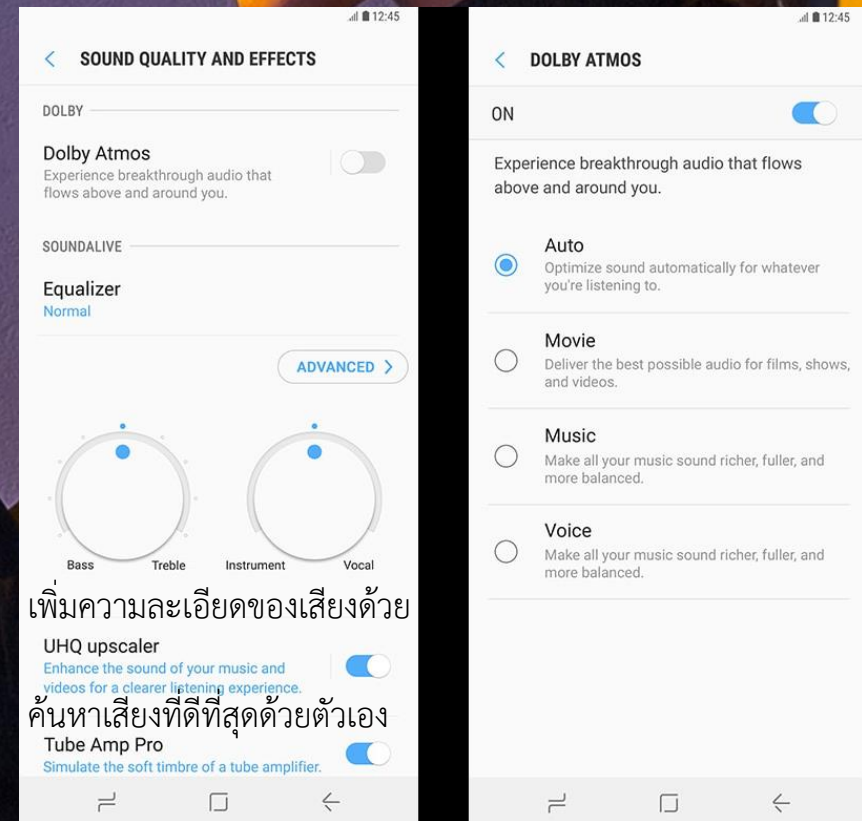 12:45
SOUND QUALITY AND EFFECTS
DOLBY
Dolby Atmos
Experience breakthrough audio that
flows above and around you.
SOUNDALIVE
Equalizer
Normal
ADVANCED >
Bass Treble Instrument Vocal
เพิ่มความละเอียดของเสียงด้วย
UHQ upscaler
Enhance the sound of your music and
videos for a clearer listening experience.
ค้นหาเสียงที่ดีที่สุดด้วยตัวเอง
Tube Amp Pro
Simulate the soft timbre of a tube amplifier.
12:45
DOLBY ATMOS
ON
Experience breakthrough audio that flows
above and around you.
Auto
Optimize sound automatically for whatever
you're listening to.
Movie
Deliver the best possible audio for films, shows,
and videos.
Music
Make all your music sound richer, fuller, and
more balanced.
Voice
Make all your music sound richer, fuller, and
more balanced.